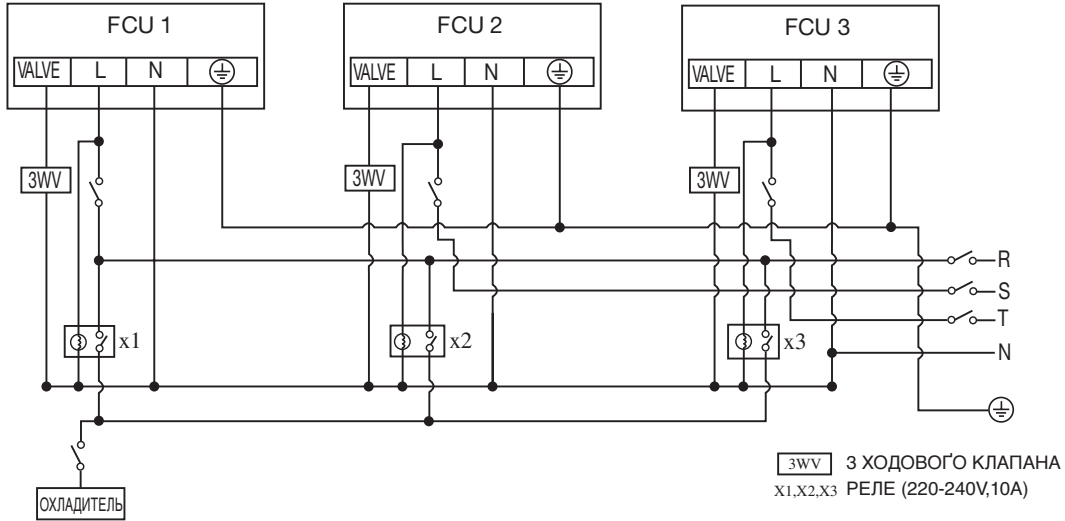 FCU 1
VALVE L N
FCU 2
VALVE L N
FCU 3
VALVE L N
3WV
3WV
3WV
R
S
T
N
x1
x2
x3
ОХЛАДИТЕЛЬ
3WV 3 ХОДОВОҐО КЛАПАНА
X1,X2,X3 РЕЛЕ (220-240V,10A)